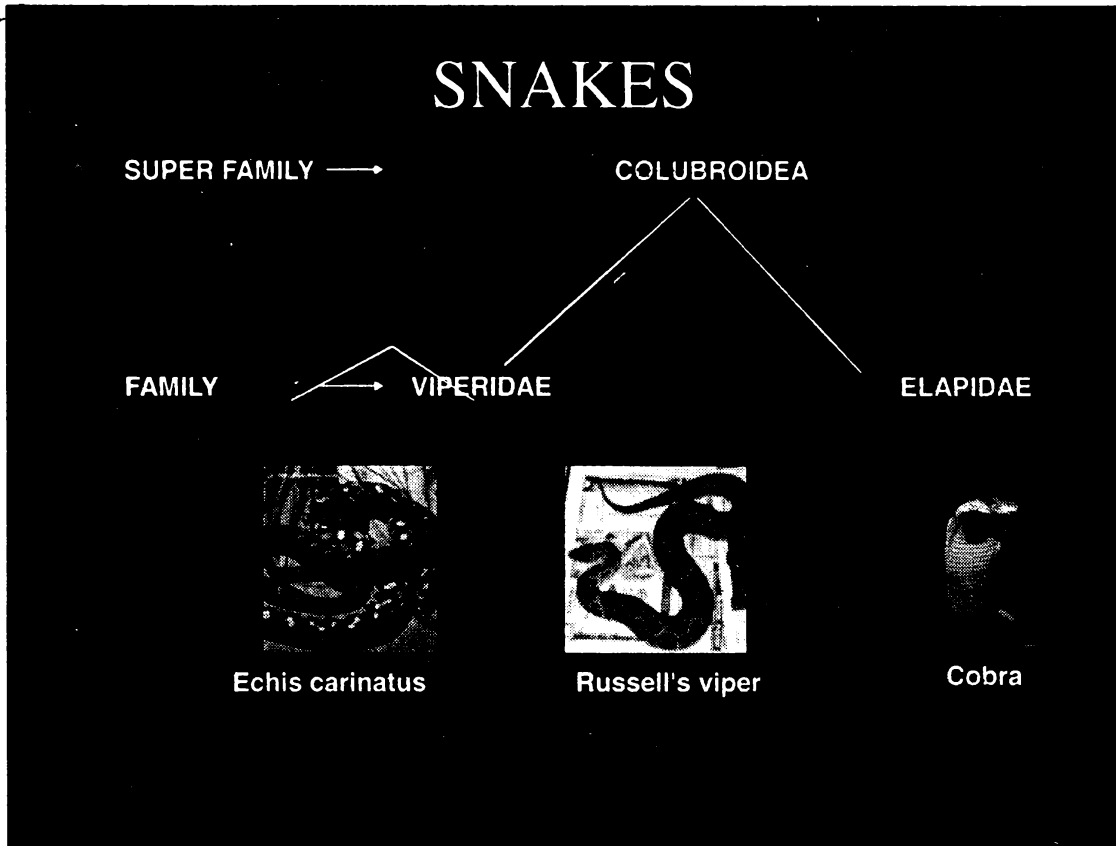 SNAKES
SUPER FAMILY → COLUBROIDEA
FAMILY → VIPERIDAE ELAPIDAE
Echis carinatus Russell's viper Cobra